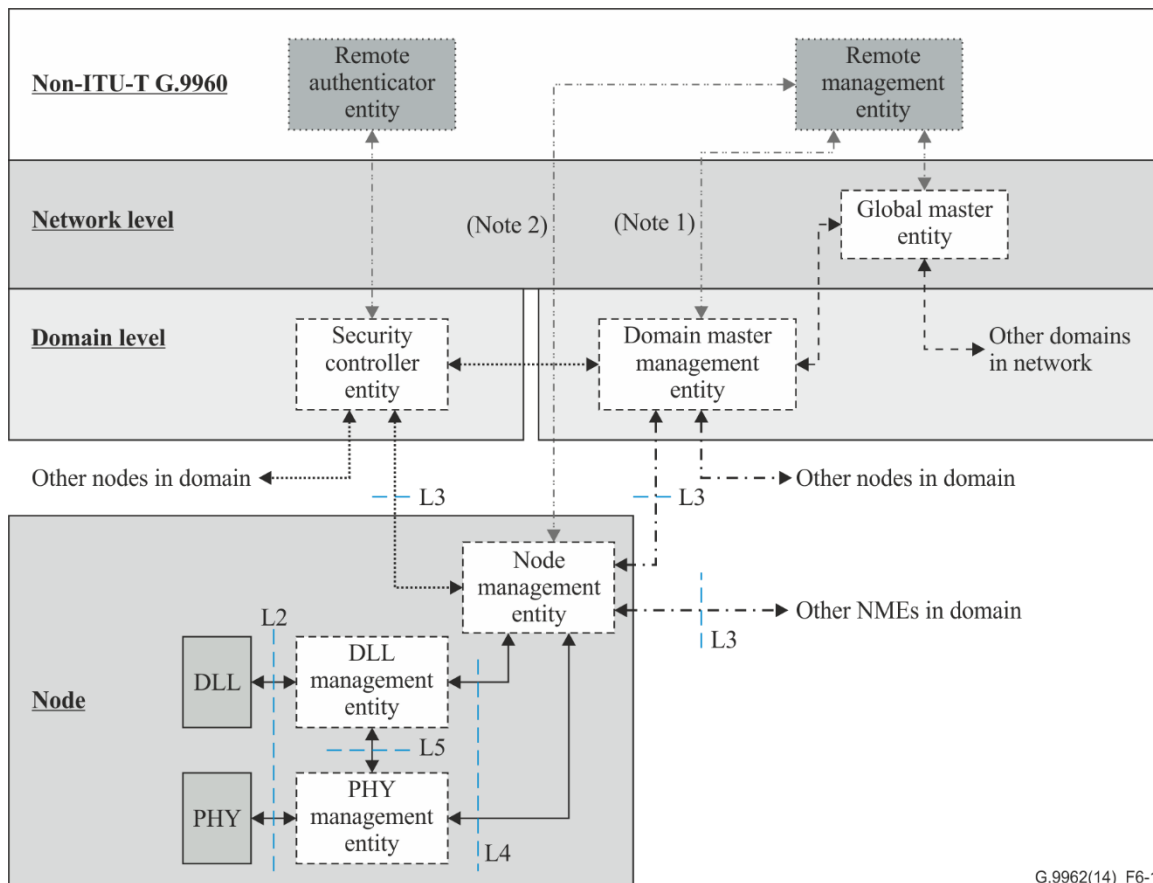 Non-ITU-T G.9960
Remote
authenticator
entity
Remote
management
entity
Network level
(Note 2)
(Note 1)
Global master
entity
Domain level
Security
controller
entity
Domain master
management
entity
Other domains
in network
Other nodes in domain
L3
L3
Other nodes in domain
Node
management
entity
Other NMEs in domain
L3
L2
Node
DLL
DLL
management
entity
L5
PHY
PHY
management
entity
L4
G.9962(14)_F6-1